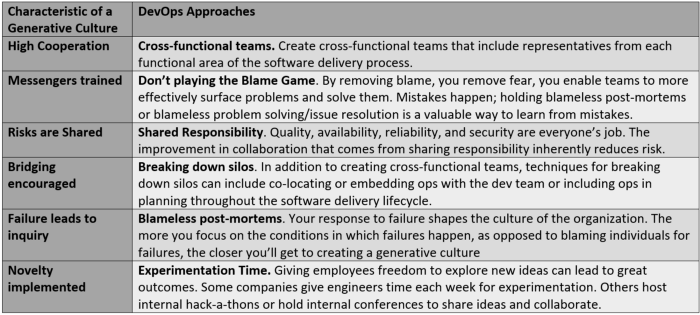 Characteristic of a
Generative Culture
DevOps Approaches
High Cooperation
Cross-functional teams. Create cross-functional teams that include representatives from each
functional area of the software delivery process.
Messengers trained
Don't playing the Blame Game. By removing blame, you remove fear, you enable teams to more
effectively surface problems and solve them. Mistakes happen; holding blameless post-mortems
or blameless problem solving/issue resolution is a valuable way to learn from mistakes.
Risks are Shared
Shared Responsibility. Quality, availability, reliability, and security are everyone's job. The
improvement in collaboration that comes from sharing responsibility inherently reduces risk.
Bridging
encouraged
Breaking down silos. In addition to creating cross-functional teams, techniques for breaking
down silos can include co-locating or embedding ops with the dev team or including ops in
planning throughout the software delivery lifecycle.
Failure leads to
inquiry
Blameless post-mortems. Your response to failure shapes the culture of the organization. The
more you focus on the conditions in which failures happen, as opposed to blaming individuals for
failures, the closer you'll get to creating a generative culture
Novelty
implemented
Experimentation Time. Giving employees freedom to explore new ideas can lead to great
outcomes. Some companies give engineers time each week for experimentation. Others host
internal hack-a-thons or hold internal conferences to share ideas and collaborate.